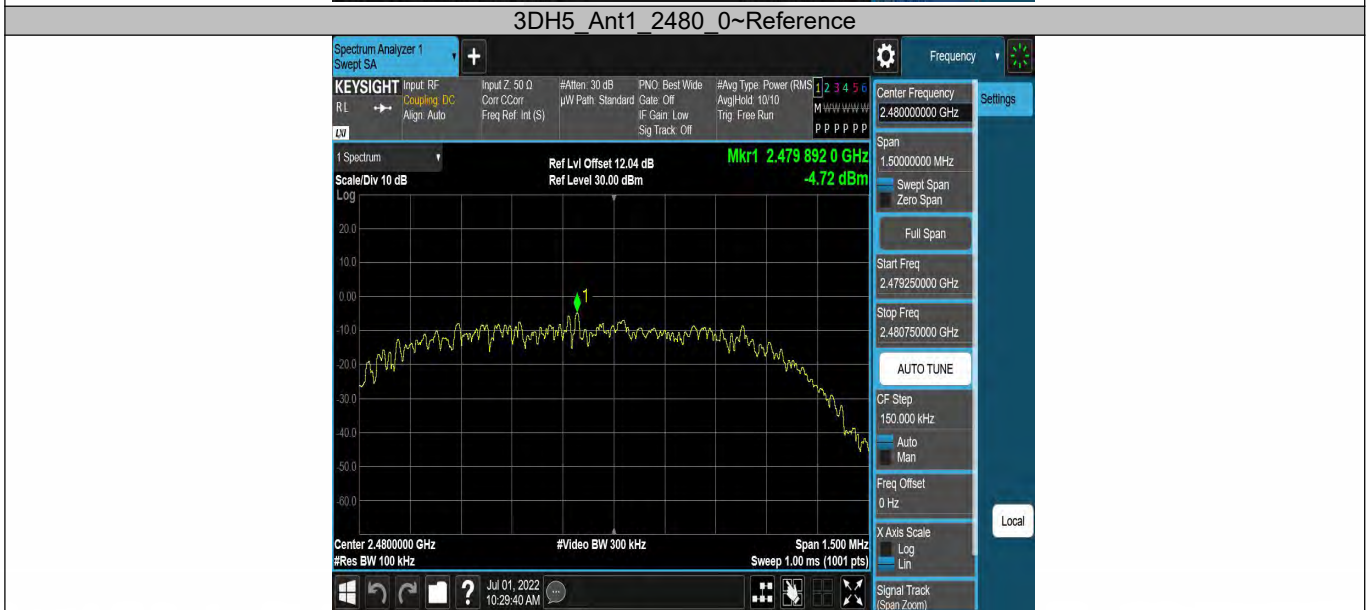 3DH5_Ant1_2480_0~Reference
Spectrum Analyzer 1
Swept SA
+
Frequency
KEYSIGHT
R L
LXI
Input: RF
Coupling: DC
Align: Auto
Input Z: 50 Ω
Corr CCorr
Freq Ref: Int (S)
#Atten: 30 dB
µW Path: Standard
PNO: Best Wide
Gate: Off
IF Gain: Low
Sig Track: Off
#Avg Type: Power (RMS
Avg|Hold: 10/10
Trig: Free Run
1 2 3 4 5 6
M W W W W W
P P P P P P
1 Spectrum
Scale/Div 10 dB
Log
Ref Lvl Offset 12.04 dB
Ref Level 30.00 dBm
Mkr1 2.479 892 0 GHz
-4.72 dBm
20.0
10.0
0.00
-10.0
-20.0
-30.0
-40.0
-50.0
-60.0
1
Center 2.4800000 GHz
#Res BW 100 kHz
#Video BW 300 kHz
Span 1.500 MHz
Sweep 1.00 ms (1001 pts)
Center Frequency
2.480000000 GHz
Settings
Span
1.50000000 MHz
Swept Span
Zero Span
Full Span
Start Freq
2.479250000 GHz
Stop Freq
2.480750000 GHz
AUTO TUNE
CF Step
150.000 kHz
Auto
Man
Freq Offset
0 Hz
X Axis Scale
Log
Lin
Local
Signal Track
(Span Zoom)
?
Jul 01, 2022
10:29:40 AM